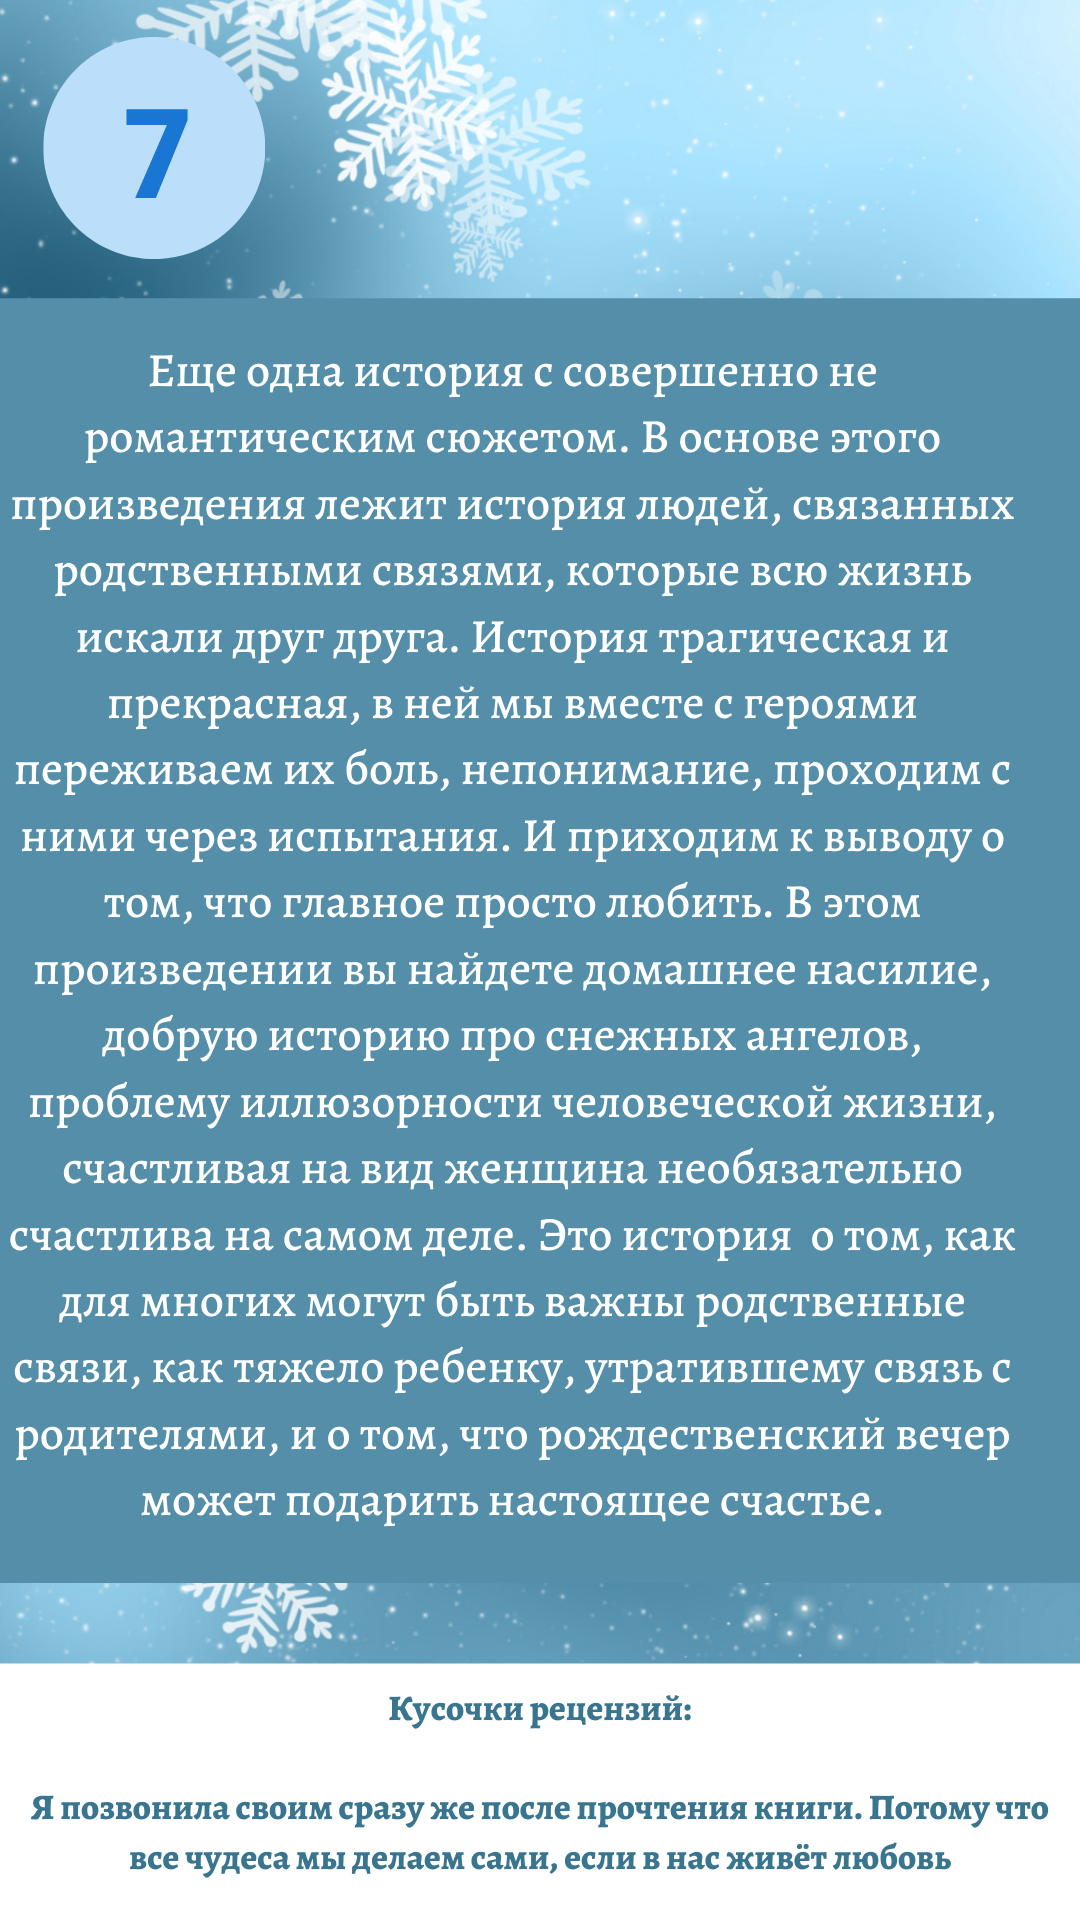 7
Еще одна история с совершенно не
романтическим сюжетом. В основе этого
произведения лежит история людей, связанных
родственными связями, которые всю жизнь
искали друг друга. История трагическая и
прекрасная, в ней мы вместе с героями
переживаем их боль, непонимание, проходим с
ними через испытания. И приходим к выводу о
том, что главное просто любить. В этом
произведении вы найдете домашнее насилие,
добрую историю про снежных ангелов,
проблему иллюзорности человеческой жизни,
счастливая на вид женщина необязательно
счастлива на самом деле. Это история  о том, как
для многих могут быть важны родственные
связи, как тяжело ребенку, утратившему связь с
родителями, и о том, что рождественский вечер
может подарить настоящее счастье.
Кусочки рецензий:
Я позвонила своим сразу же после прочтения книги. Потому что
все чудеса мы делаем сами, если в нас живёт любовь